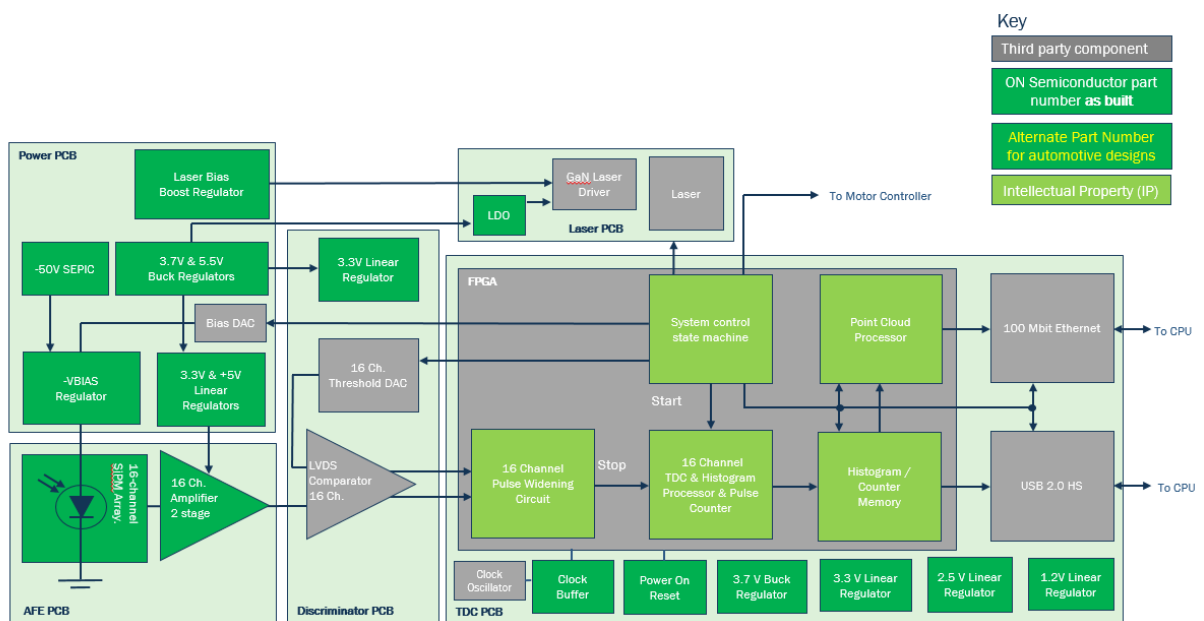 Key
Third party component
ON Semiconductor part
number as built
Alternate Part Number
for automotive designs
Intellectual Property (IP)
Power PCB
Laser Bias
Boost Regulator
-50V SEPIC
3.7V & 5.5V
Buck Regulators
Bias DAC
-VBIAS
Regulator
3.3V & +5V
Linear
Regulators
GaN Laser
Driver
Laser
LDO
Laser PCB
To Motor Controller
3.3V Linear
Regulator
16 Ch.
Threshold DAC
LVDS
Comparator
16 Ch.
Discriminator PCB
16-channel
SiPM Array.
16 Ch.
Amplifier
2 stage
AFE PCB
FPGA
System control
state machine
Point Cloud
Processor
100 Mbit Ethernet
To CPU
Start
16 Channel
Pulse Widening
Circuit
Stop
16 Channel
TDC & Histogram
Processor & Pulse
Counter
Histogram /
Counter
Memory
USB 2.0 HS
To CPU
Clock
Oscillator
Clock
Buffer
Power On
Reset
3.7 V Buck
Regulator
3.3 V Linear
Regulator
2.5 V Linear
Regulator
1.2V Linear
Regulator
TDC PCB